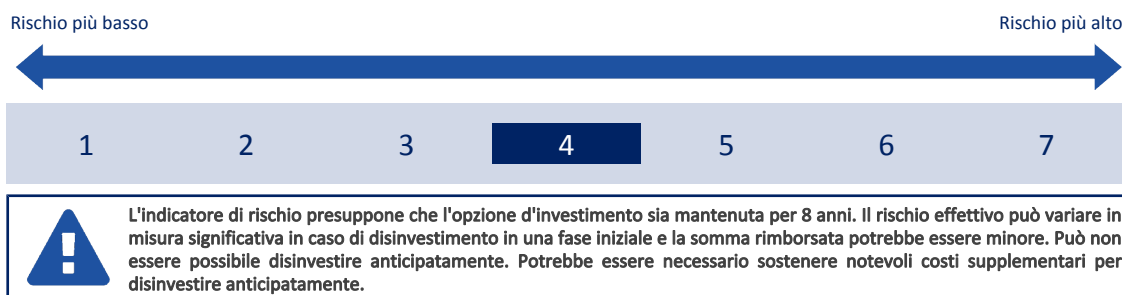 Rischio più basso Rischio più alto
1 2 3 4 5 6 7
L'indicatore di rischio presuppone che l'opzione d'investimento sia mantenuta per 8 anni. Il rischio effettivo può variare in
misura significativa in caso di disinvestimento in una fase iniziale e la somma rimborsata potrebbe essere minore. Può non
essere possibile disinvestire anticipatamente. Potrebbe essere necessario sostenere notevoli costi supplementari per
disinvestire anticipatamente.